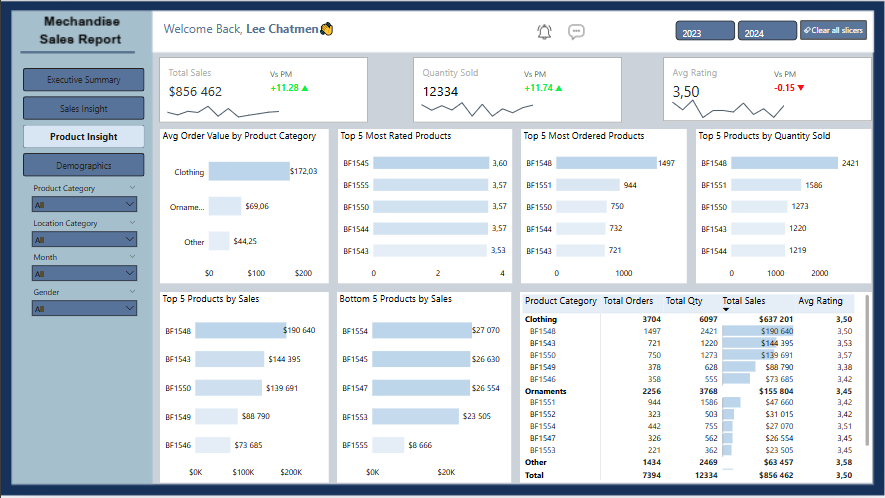 Mechandise
Sales Report
Welcome Back, Lee Chatmen
2023
2024
Clear all slicers
Executive Summary
Sales Insight
Product Insight
Demographics
Product Category
All
Location Category
All
Month
All
Gender
All
Total Sales
$856 462
Vs PM
+11.28
Quantity Sold
12334
Vs PM
+11.74
Avg Rating
3,50
Vs PM
-0.15
Avg Order Value by Product Category
Clothing $172,03
Orname... $69,06
Other $44,25
$0 $100 $200
Top 5 Most Rated Products
BF1545 3,60
BF1555 3,57
BF1550 3,57
BF1544 3,57
BF1543 3,53
0 2 4
Top 5 Most Ordered Products
BF1548 1497
BF1551 944
BF1550 750
BF1544 732
BF1543 721
0 1000
Top 5 Products by Quantity Sold
BF1548 2421
BF1551 1586
BF1550 1273
BF1543 1220
BF1544 1219
0 1000 2000
Top 5 Products by Sales
BF1548 $190 640
BF1543 $144 395
BF1550 $139 691
BF1549 $88 790
BF1546 $73 685
$0K $100K $200K
Bottom 5 Products by Sales
BF1554 $27 070
BF1545 $26 630
BF1547 $26 554
BF1553 $23 505
BF1555 $8 666
$0K $20K
Product Category Total Orders Total Qty Total Sales Avg Rating
Clothing 3704 6097 $637 201 3,50
BF1548 1497 2421 $190 640 3,50
BF1543 721 1220 $144 395 3,53
BF1550 750 1273 $139 691 3,57
BF1549 378 628 $88 790 3,38
BF1546 358 555 $73 685 3,42
Ornaments 2256 3768 $155 804 3,45
BF1551 944 1586 $47 660 3,42
BF1552 323 503 $31 015 3,42
BF1554 442 755 $27 070 3,51
BF1547 326 562 $26 554 3,45
BF1553 221 362 $23 505 3,45
Other 1434 2469 $63 457 3,58
Total 7394 12334 $856 462 3,50